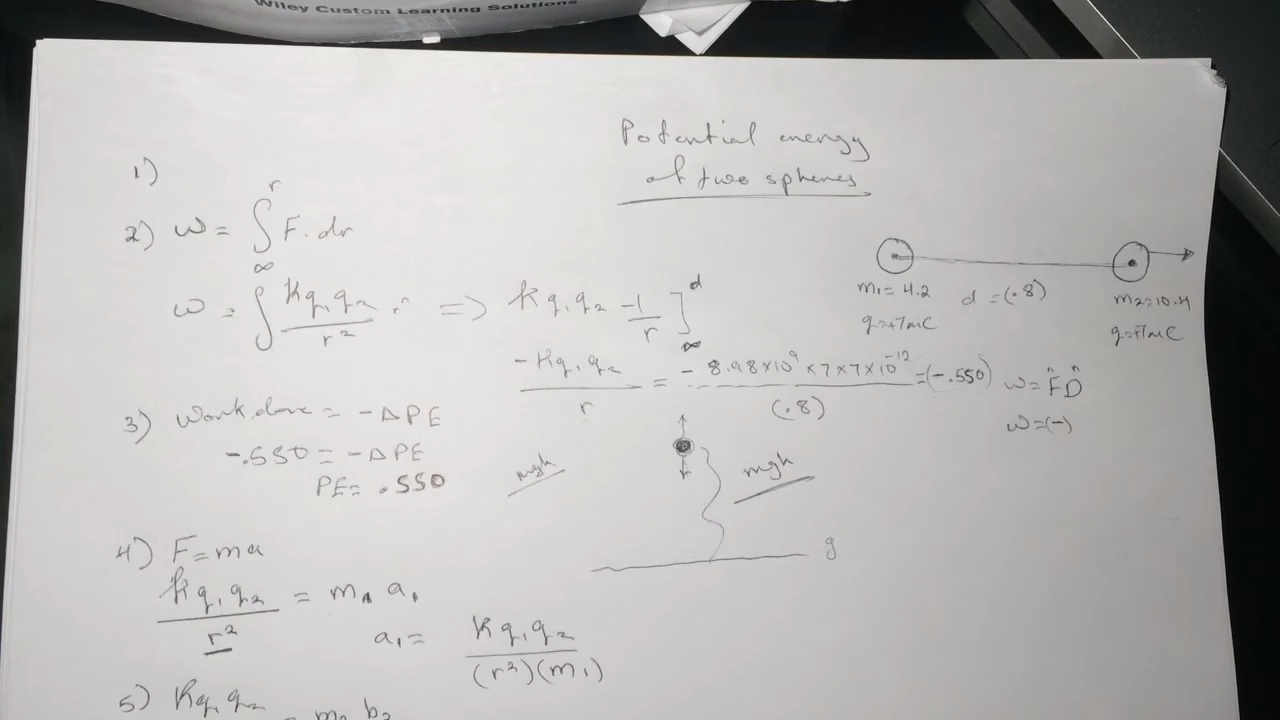 Wiley Custom Learning Solutions
Potential energy
of two spheres
1)
2) w = ∫∞^r F. dr
w = ∫ Kq₁q₂/r² r̂ => Kq₁q₂ -1/r ]∞^d
-Kq₁q₂/r = - 8.98×10⁹ ×7×7×10⁻¹²/(.8) = (-.550)
w = F̂D̂
w=(-)
m₁=4.2
q=+7mC
d=(.8)
m₂=10.4
q=+7mC
3) Work done = -ΔPE
-.550 = -ΔPE
PE= .550
mgh
mgh
g
4) F=ma
Kq₁q₂/r² = m₁ a₁
a₁ = Kq₁q₂/(r²)(m₁)
5) Kq₁q₂ = m₂ b₂